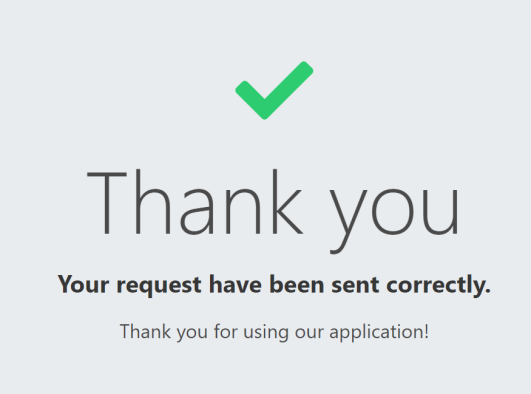 Thank you
Your request have been sent correctly.
Thank you for using our application!